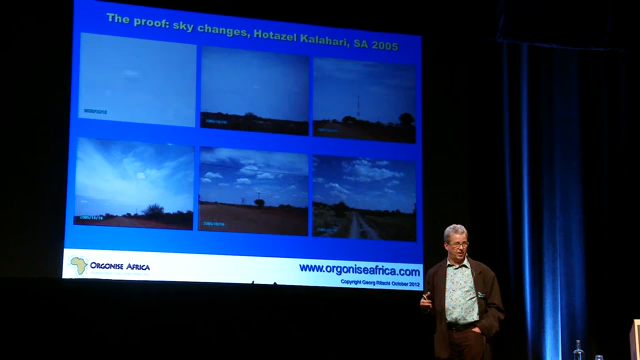 The proof: sky changes, Hotazel Kalahari, SA 2005
ORGONISE AFRICA
www.orgoniseafrica.com
Copyright Georg Ritschl October 2012